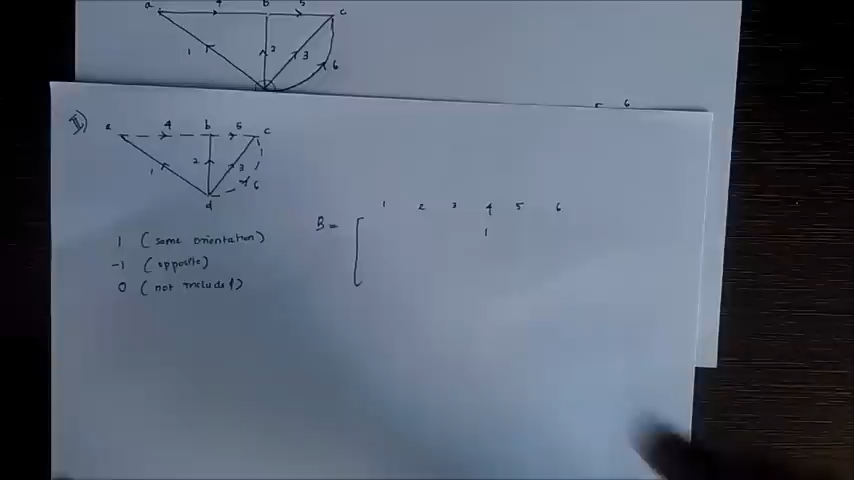 a 4 b 5 c
1 2 3 6
6
I)
a 4 b 5 c
1 2 3 6
d
1 (same orientation)
-1 (opposite)
0 (not included)
1 2 3 4 5 6
B = [ 1